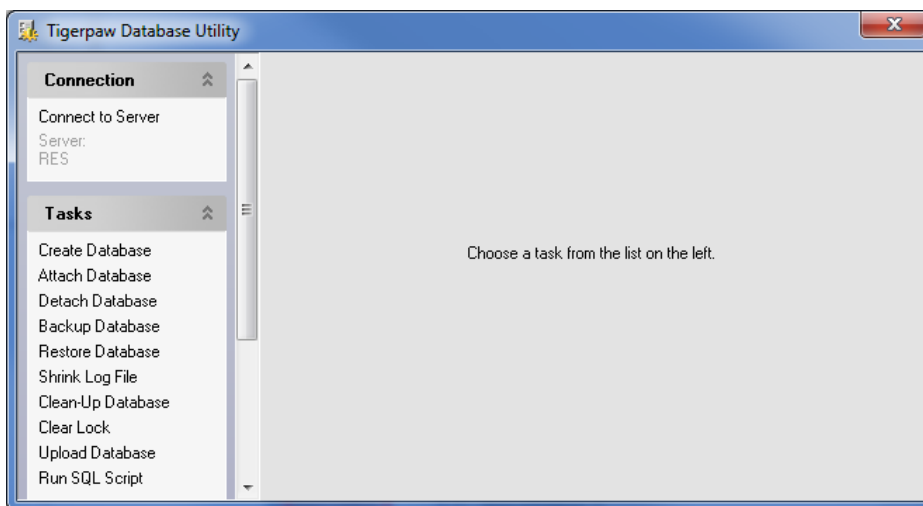 Tigerpaw Database Utility
Connection
Connect to Server
Server:
RES
Tasks
Create Database
Attach Database
Detach Database
Backup Database
Restore Database
Shrink Log File
Clean-Up Database
Clear Lock
Upload Database
Run SQL Script
Choose a task from the list on the left.